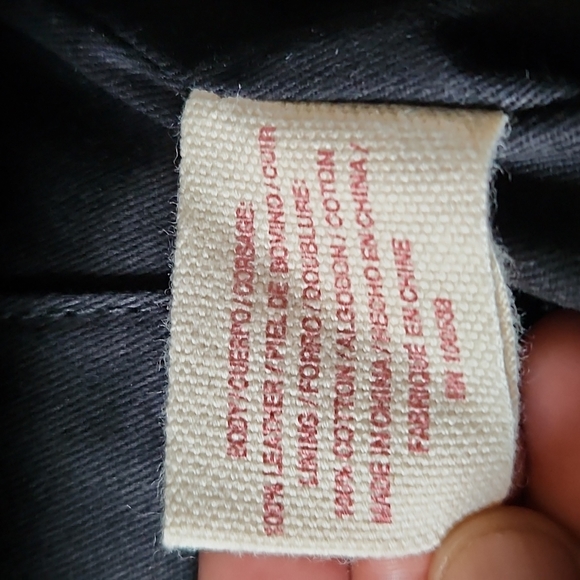 BODY/CUERPO/CORSAGE:
100% LEATHER/PIEL DE BOVINO/CUIR
LINING/FORRO/DOUBLURE:
100% COTTON/ALGODON/COTON
MADE IN CHINA/HECHO EN CHINA/
FABRIQUE EN CHINE
RN